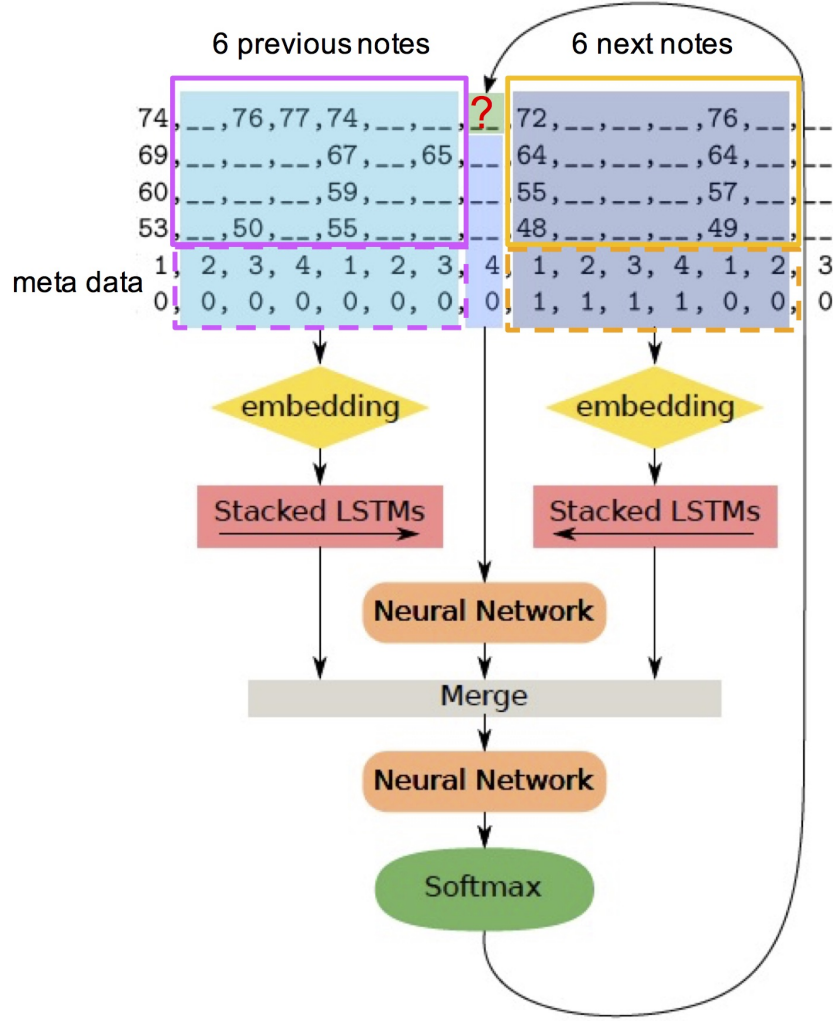 6 previous notes
6 next notes
74,__,76,77,74,__,__,?,72,__,__,__,76,__,__
69,__,__,__,67,__,65,__,64,__,__,__,64,__,__
60,__,__,__,59,__,__,__,55,__,__,__,57,__,__
53,__,50,__,55,__,__,__,48,__,__,__,49,__,__
meta data
1, 2, 3, 4, 1, 2, 3, 4, 1, 2, 3, 4, 1, 2, 3
0, 0, 0, 0, 0, 0, 0, 0, 1, 1, 1, 1, 0, 0, 0
embedding
embedding
Stacked LSTMs
Stacked LSTMs
Neural Network
Merge
Neural Network
Softmax